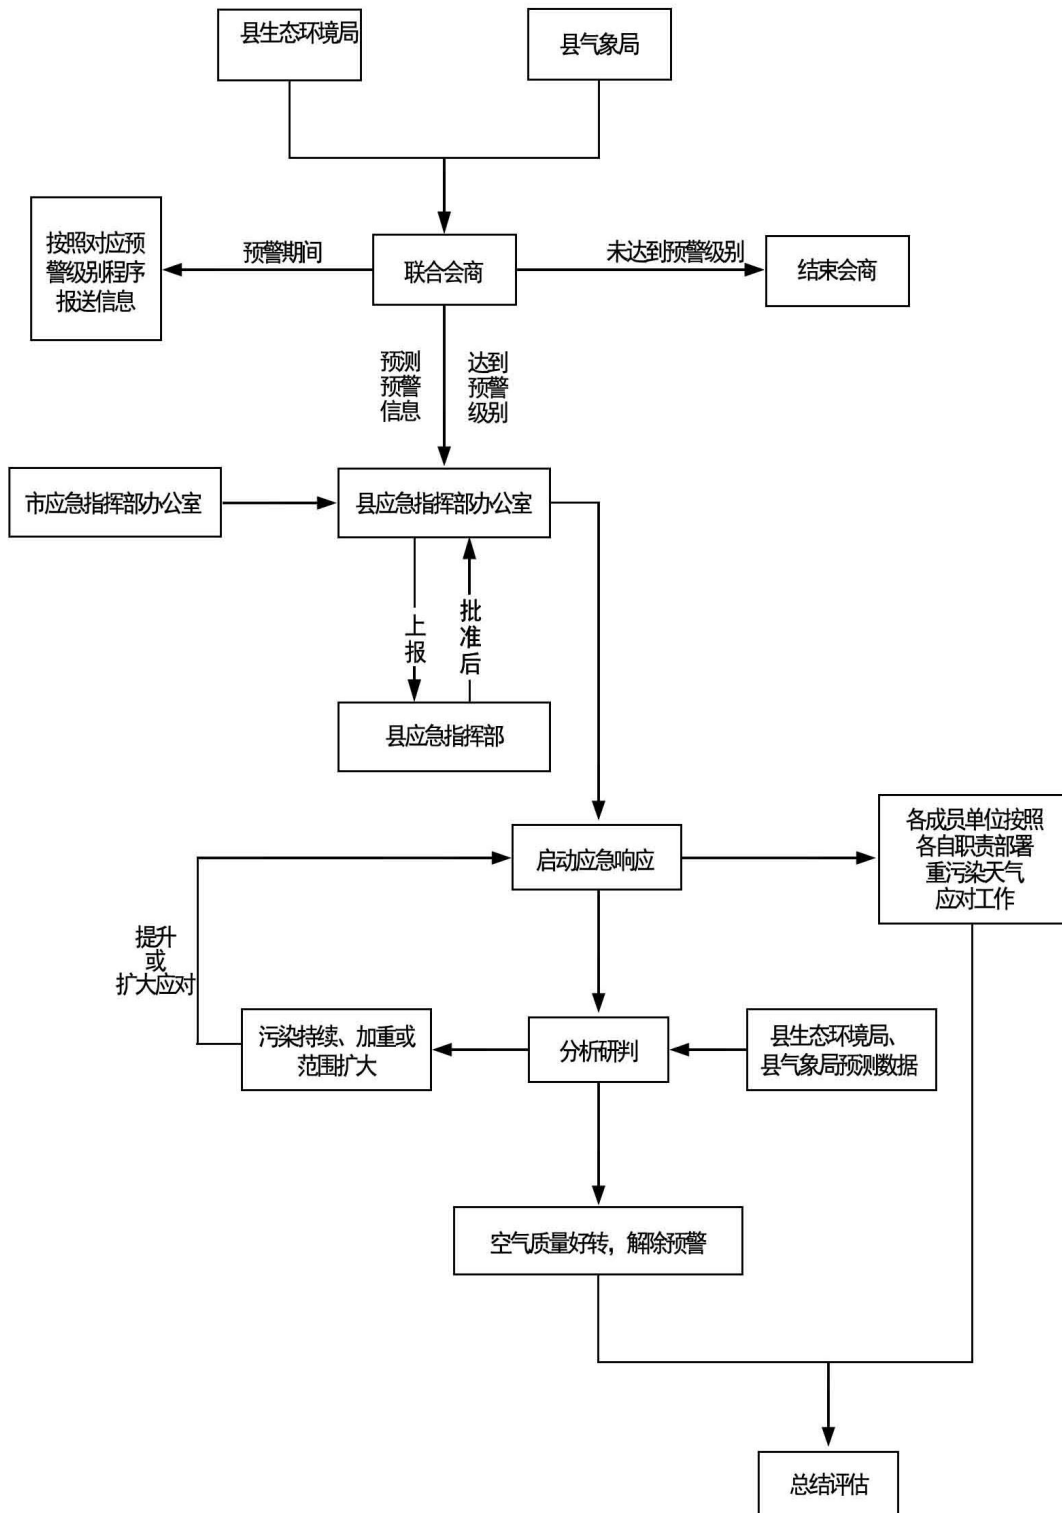 县生态环境局
县气象局
按照对应预
警级别程序
报送信息
预警期间
联合会商
未达到预警级别
结束会商
预测
预警
信息
达到
预警
级别
市应急指挥部办公室
县应急指挥部办公室
上
报
批
准
后
县应急指挥部
启动应急响应
各成员单位按照
各自职责部署
重污染天气
应对工作
提升
或
扩大应对
污染持续、加重或
范围扩大
分析研判
县生态环境局、
县气象局预测数据
空气质量好转，解除预警
总结评估